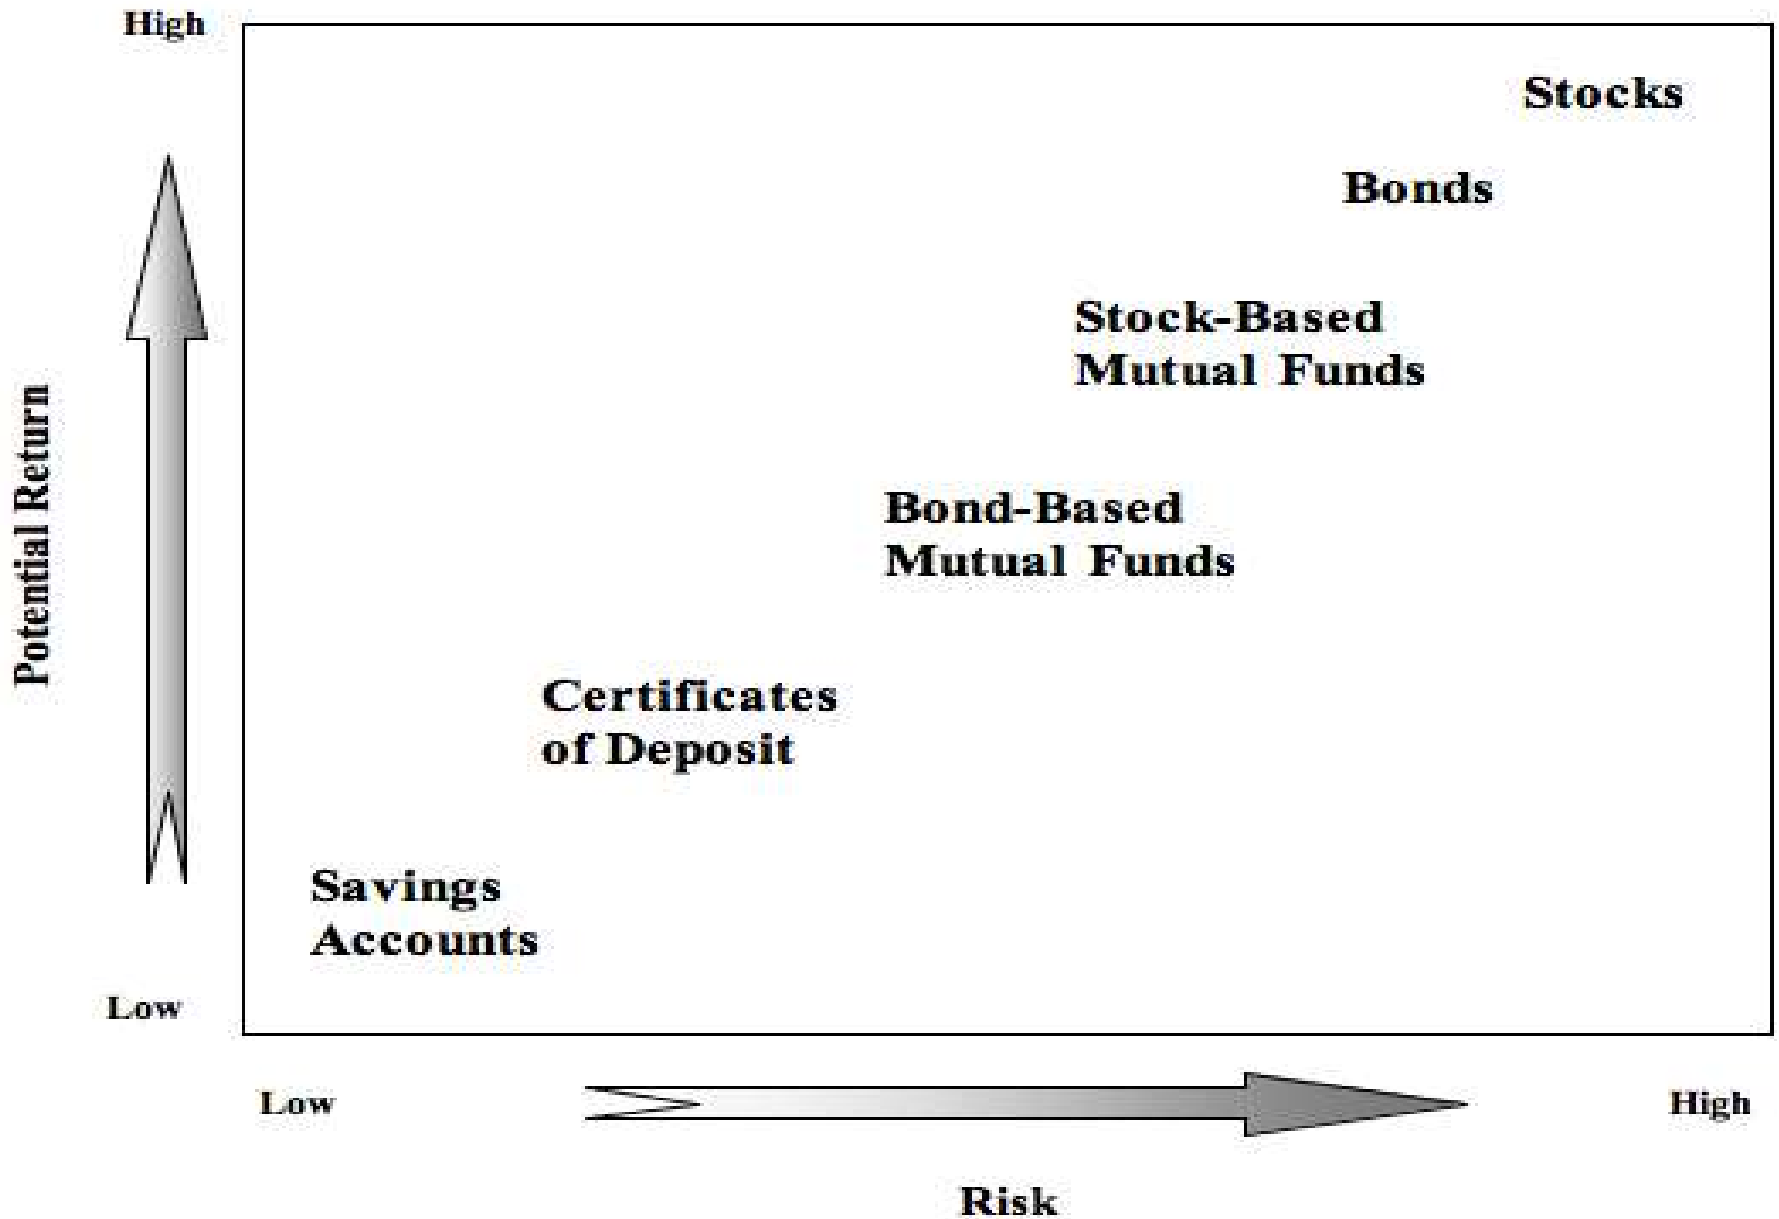 High
Stocks
Bonds
Stock-Based
Mutual Funds
Potential Return
Bond-Based
Mutual Funds
Certificates
of Deposit
Savings
Accounts
Low
Low
High
Risk